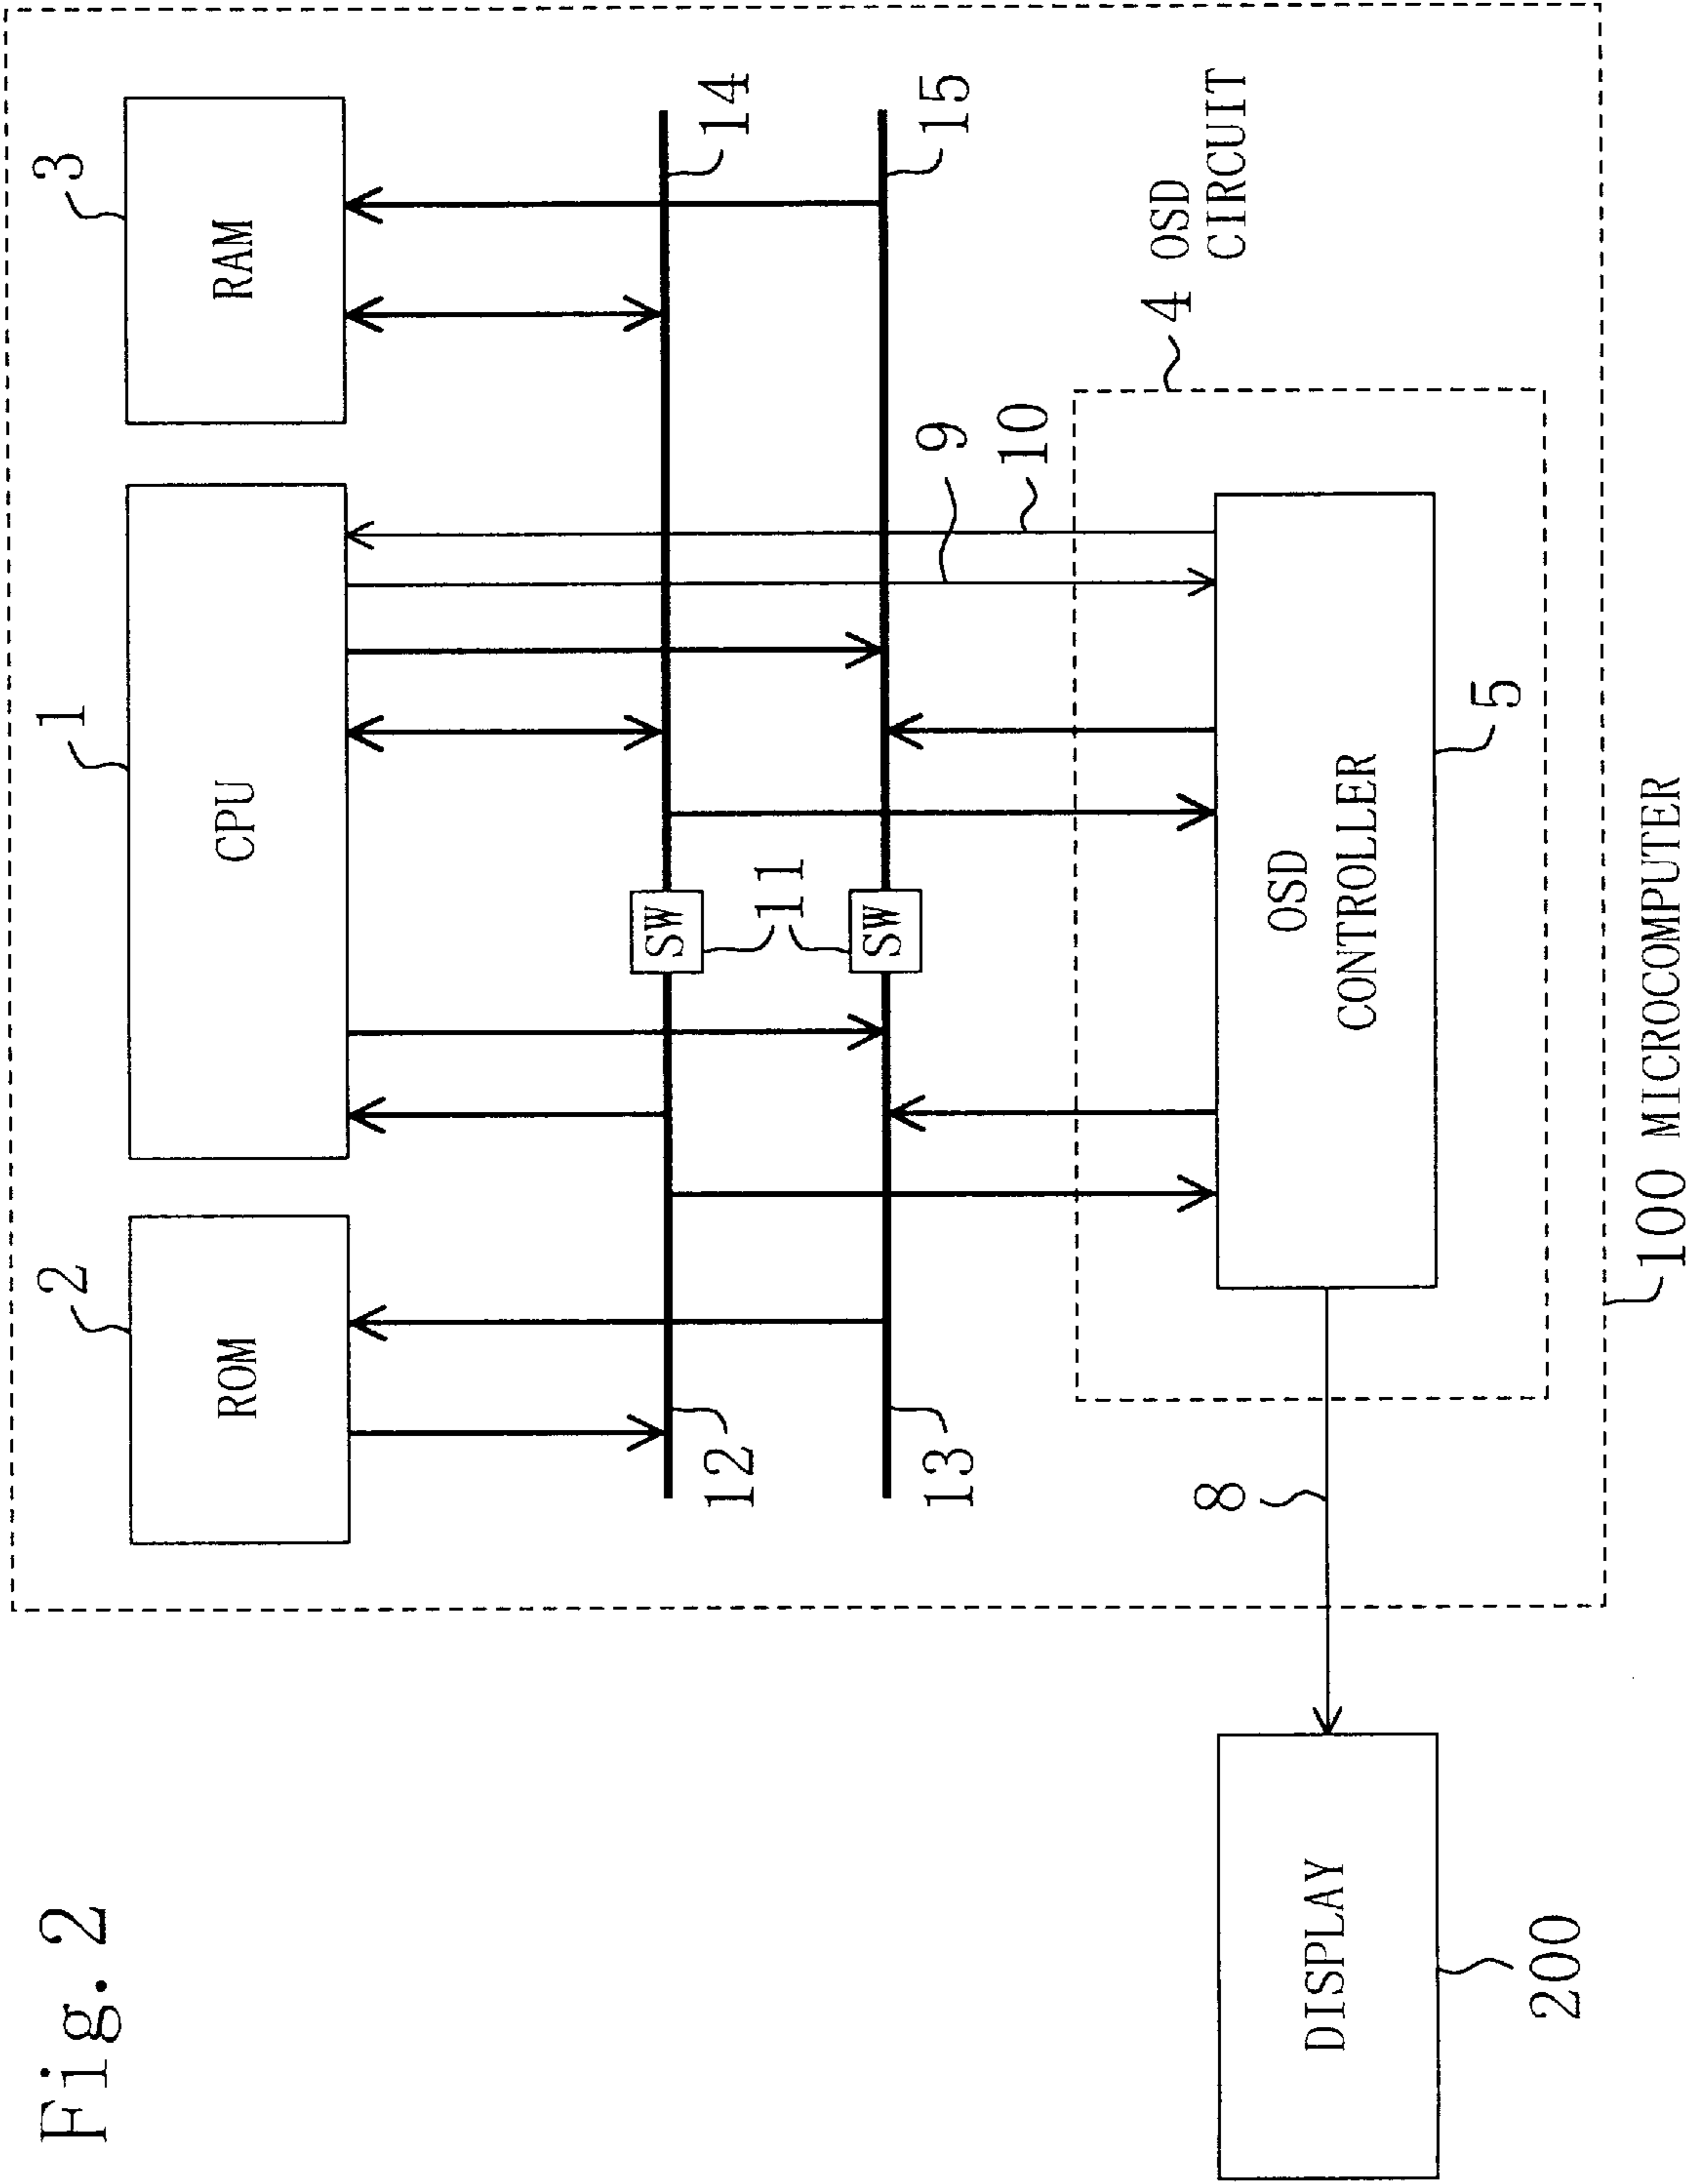 Fig. 2
2
1
3
ROM
CPU
RAM
12
SW
14
11
13
SW
15
9
10
8
4 OSD
CIRCUIT
DISPLAY
OSD
CONTROLLER
200
5
100 MICROCOMPUTER